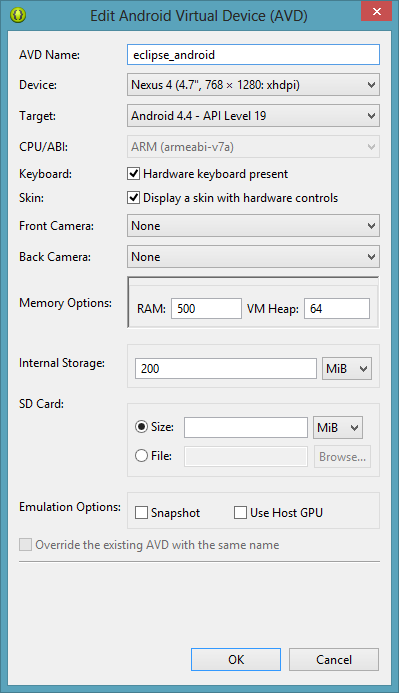 Edit Android Virtual Device (AVD)
AVD Name: eclipse_android
Device: Nexus 4 (4.7", 768 × 1280: xhdpi)
Target: Android 4.4 - API Level 19
CPU/ABI: ARM (armeabi-v7a)
Keyboard: Hardware keyboard present
Skin: Display a skin with hardware controls
Front Camera: None
Back Camera: None
Memory Options: RAM: 500 VM Heap: 64
Internal Storage: 200 MiB
SD Card:
Size: MiB
File: Browse...
Emulation Options: Snapshot Use Host GPU
Override the existing AVD with the same name
OK Cancel